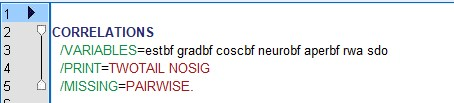 1
2 CORRELATIONS
3 /VARIABLES=estbf gradbf coscbf neurobf aperbf rwa sdo
4 /PRINT=TWOTAIL NOSIG
5 /MISSING=PAIRWISE.